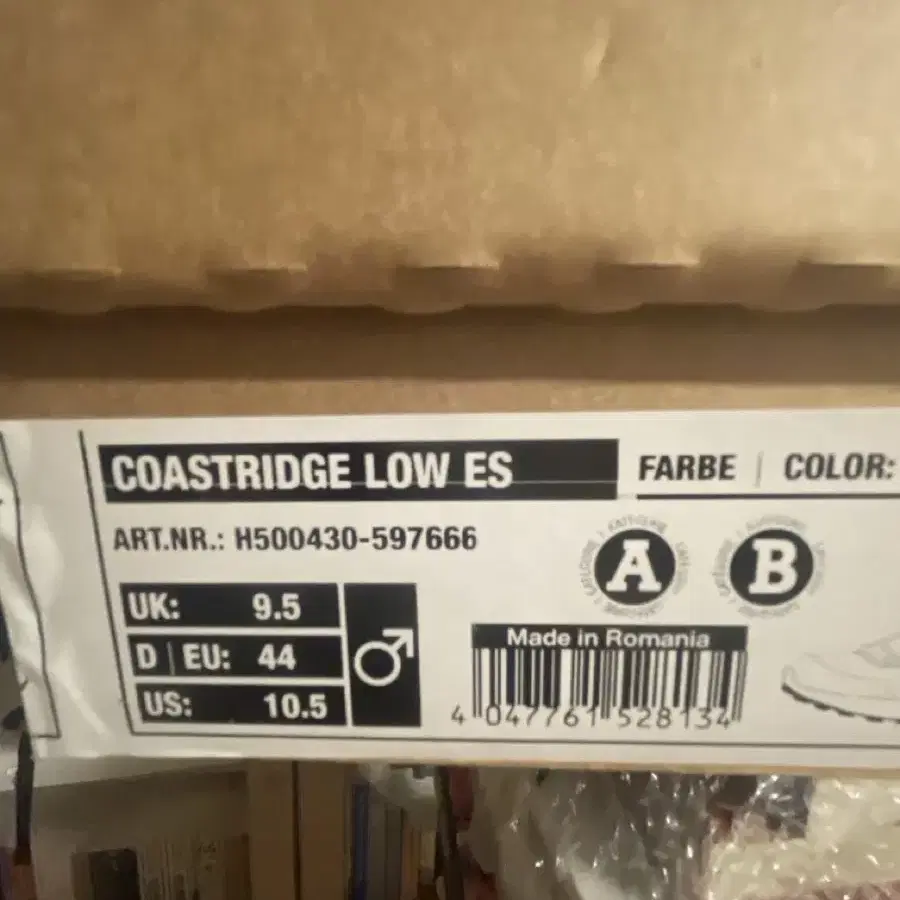 COASTRIDGE LOW ES
FARBE | COLOR:
ART.NR.: H500430-597666
A B
UK: 9.5
D | EU: 44
US: 10.5
Made in Romania
4 047761 528134